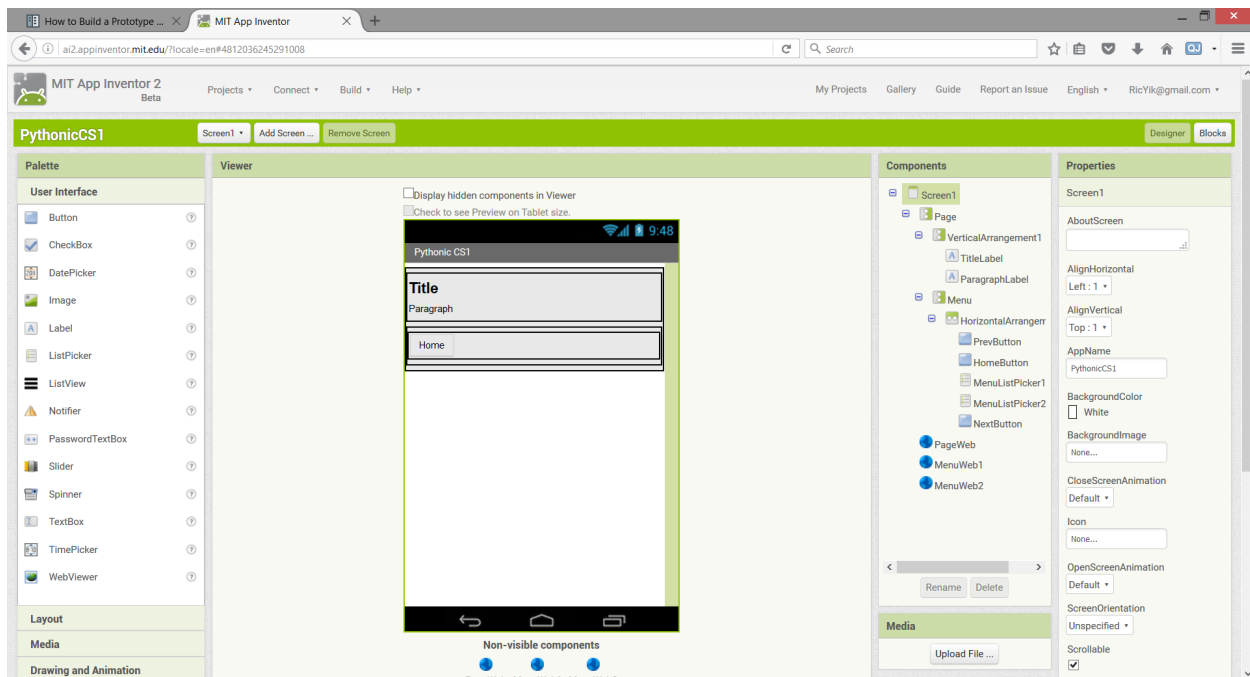 How to Build a Prototype ...
MIT App Inventor
ai2.appinventor.mit.edu/?locale=en#4812036245291008
Search
MIT App Inventor 2
Beta
Projects
Connect
Build
Help
My Projects
Gallery
Guide
Report an Issue
English
RicYik@gmail.com
PythonicCS1
Screen1
Add Screen ...
Remove Screen
Designer
Blocks
Palette
User Interface
Button
CheckBox
DatePicker
Image
Label
ListPicker
ListView
Notifier
PasswordTextBox
Slider
Spinner
TextBox
TimePicker
WebViewer
Layout
Media
Drawing and Animation
Viewer
Display hidden components in Viewer
Check to see Preview on Tablet size.
9:48
Pythonic CS1
Title
Paragraph
Home
Non-visible components
Components
Screen1
Page
VerticalArrangement1
TitleLabel
ParagraphLabel
Menu
HorizontalArrangem
PrevButton
HomeButton
MenuListPicker1
MenuListPicker2
NextButton
PageWeb
MenuWeb1
MenuWeb2
Rename
Delete
Media
Upload File ...
Properties
Screen1
AboutScreen
AlignHorizontal
Left : 1
AlignVertical
Top : 1
AppName
PythonicCS1
BackgroundColor
White
BackgroundImage
None...
CloseScreenAnimation
Default
Icon
None...
OpenScreenAnimation
Default
ScreenOrientation
Unspecified
Scrollable